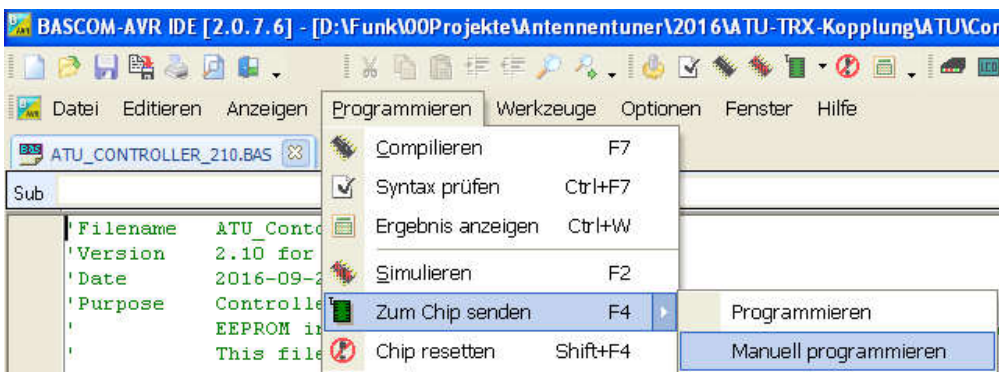 BASCOM-AVR IDE [2.0.7.6] - [D:\Funk\00Projekte\Antennentuner\2016\ATU-TRX-Kopplung\ATU\Con
Datei Editieren Anzeigen Programmieren Werkzeuge Optionen Fenster Hilfe
ATU_CONTROLLER_210.BAS
Sub
Compilieren F7
Syntax prüfen Ctrl+F7
Ergebnis anzeigen Ctrl+W
Simulieren F2
Zum Chip senden F4
Chip resetten Shift+F4
Programmieren
Manuell programmieren
'Filename ATU_Contr
'Version 2.10 for
'Date 2016-09-2
'Purpose Controlle
' EEPROM in
' This file